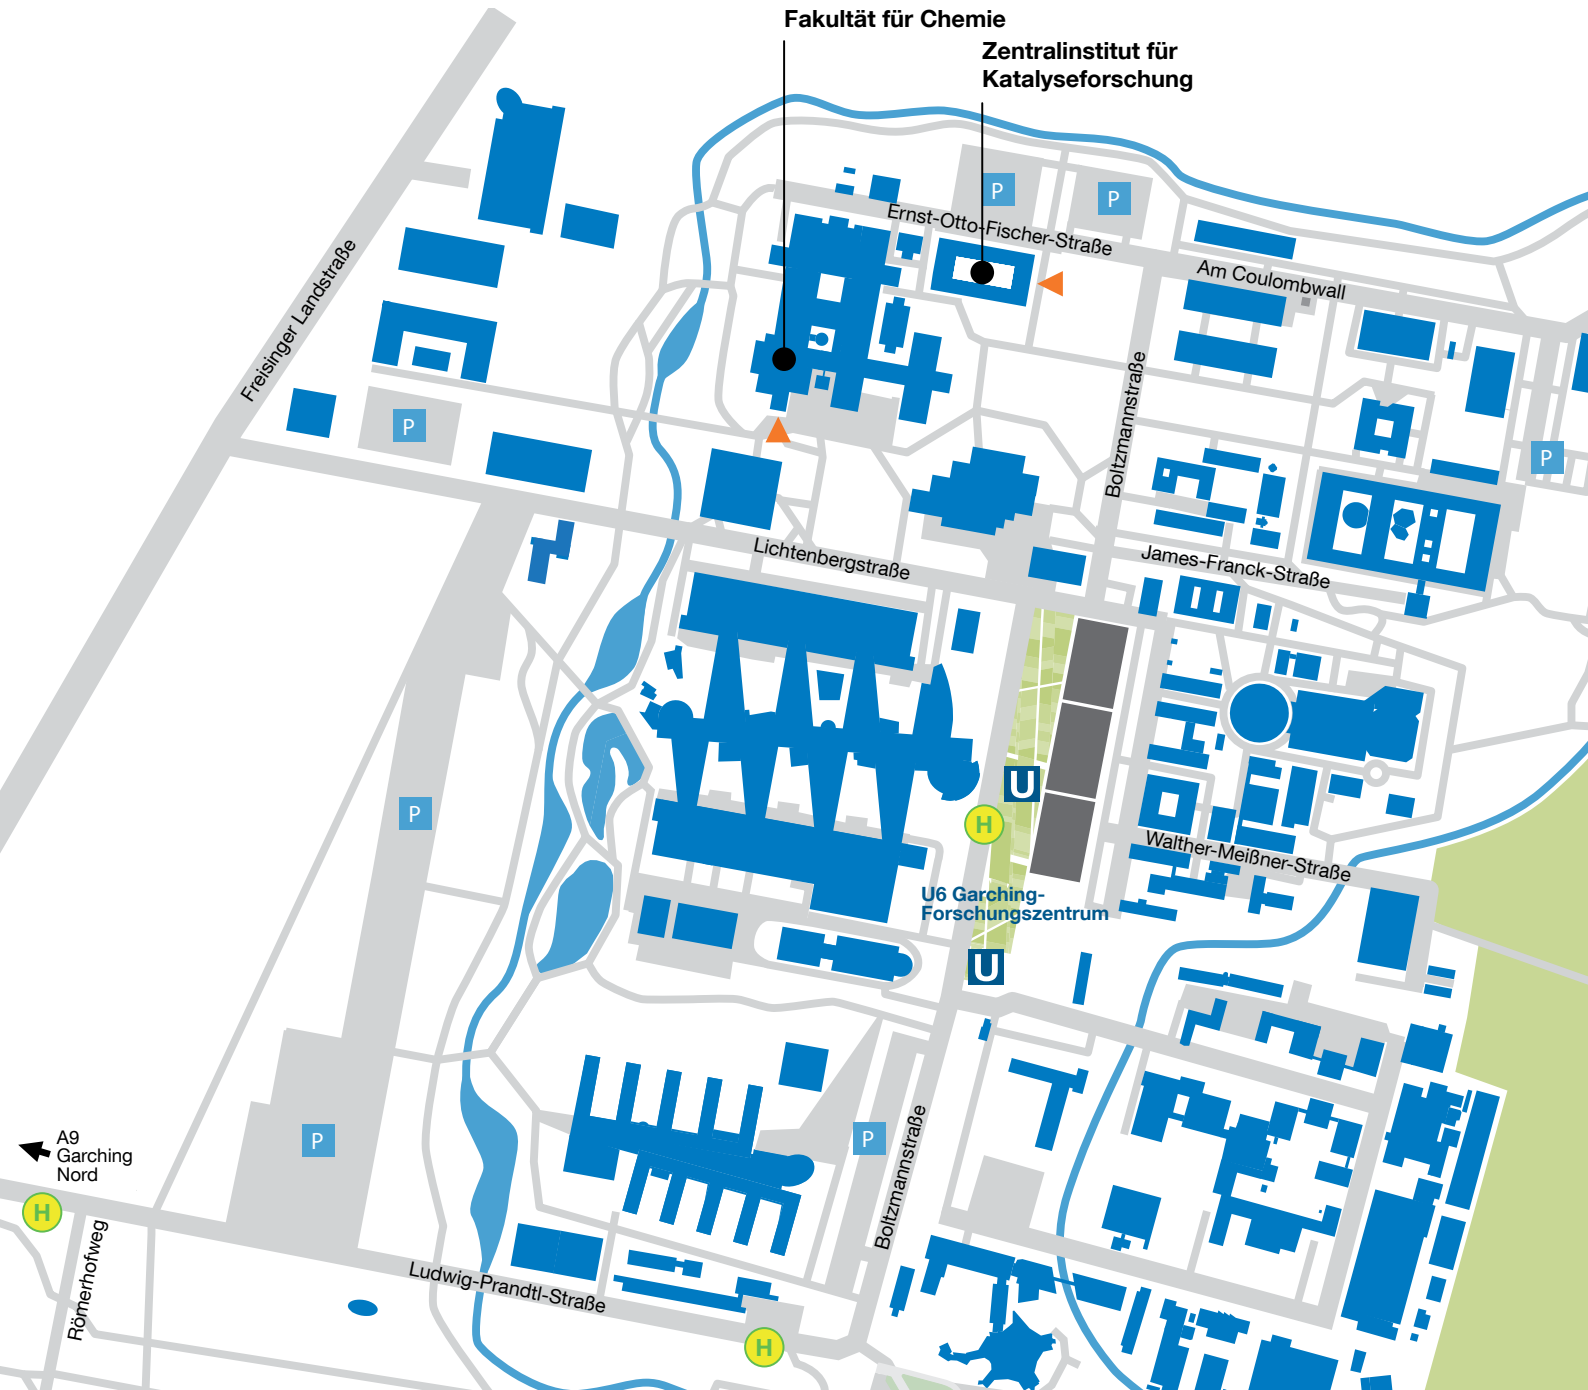 Fakultät für Chemie
Zentralinstitut für
Katalyseforschung
P
P
Ernst-Otto-Fischer-Straße
Am Coulombwall
Freisinger Landstraße
Boltzmannstraße
P
P
Lichtenbergstraße
James-Franck-Straße
U
P
H
Walther-Meißner-Straße
U6 Garching-
Forschungszentrum
U
A9
Garching
Nord
P
P
Boltzmannstraße
H
Römerhofweg
Ludwig-Prandtl-Straße
H